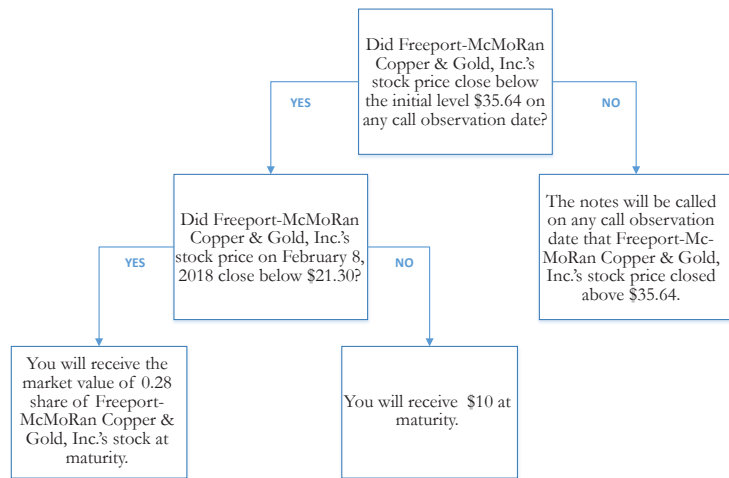 Did Freeport-McMoRan
Copper & Gold, Inc.'s
stock price close below
the initial level $35.64 on
any call observation date?
YES
NO
Did Freeport-McMoRan
Copper & Gold, Inc.'s
stock price on February 8,
2018 close below $21.30?
The notes will be called
on any call observation
date that Freeport-Mc-
MoRan Copper & Gold,
Inc.'s stock price closed
above $35.64.
YES
NO
You will receive the
market value of 0.28
share of Freeport-
McMoRan Copper &
Gold, Inc.'s stock at
maturity.
You will receive $10 at
maturity.